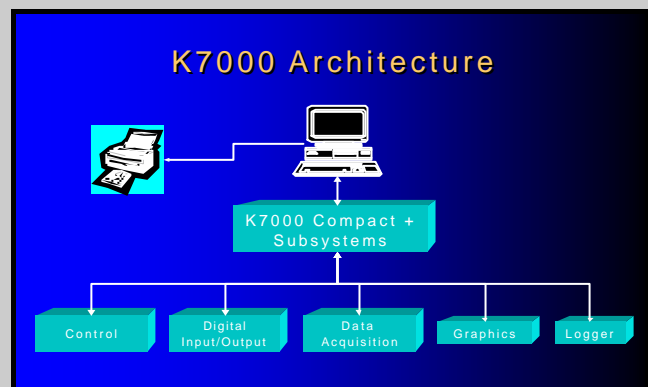 K7000 Architecture
K7000 Compact +
Subsystems
Control
Digital
Input/Output
Data
Acquisition
Graphics
Logger